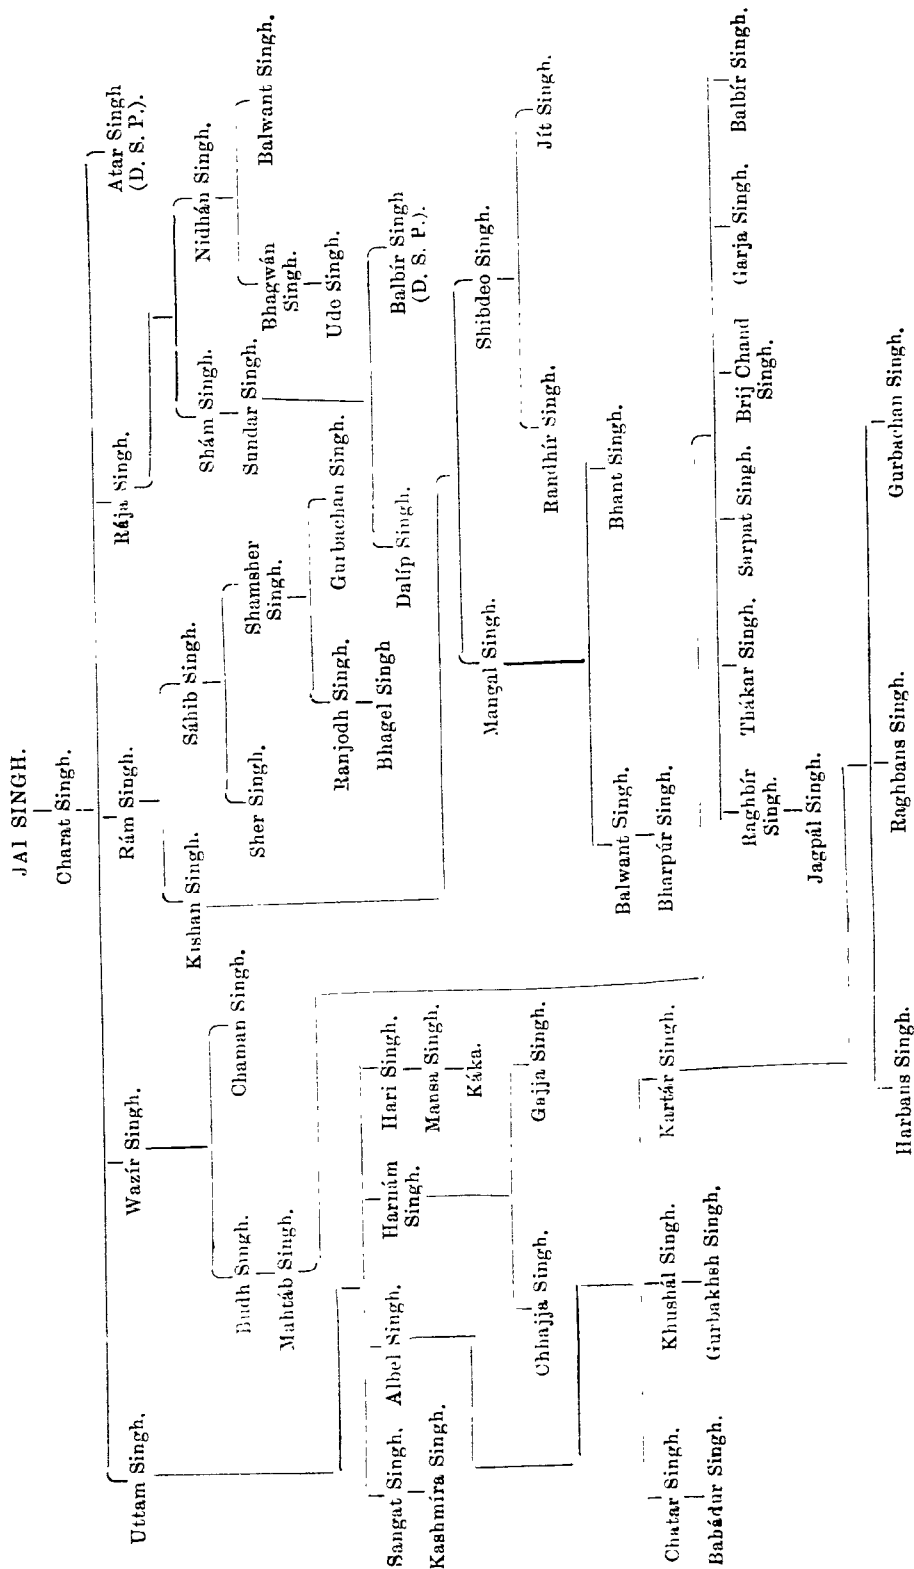 JAI SINGH.
Charat Singh.
Uttam Singh.
Wazír Singh.
Rám Singh.
Rája Singh.
Atar Singh
(D. S. P.).
Budh Singh.
Chaman Singh.
Kishan Singh.
Sáhib Singh.
Shám Singh.
Nidhán Singh.
Mahtáb Singh.
Sher Singh.
Shamsher
Singh.
Sundar Singh.
Bhagwán
Singh.
Balwant Singh.
Udo Singh.
Sangat Singh.
Albel Singh.
Harnám
Singh.
Hari Singh.
Ranjodh Singh.
Gurbachan Singh.
Kashmíra Singh.
Mansa Singh.
Bhagel Singh
Dalíp Singh.
Balbír Singh
(D. S. P.).
Káka.
Mangal Singh.
Shibdeo Singh.
Chhajja Singh.
Gajja Singh.
Randhír Singh.
Jít Singh.
Balwant Singh.
Bhant Singh.
Bharpúr Singh.
Chatar Singh.
Khushál Singh.
Kartár Singh.
Babádur Singh.
Gurbakhsh Singh.
Raghbír
Singh.
Thákar Singh.
Surpat Singh.
Brij Chand
Singh.
Garja Singh.
Balbír Singh.
Jagpál Singh.
Harbans Singh.
Raghbans Singh.
Gurbachan Singh.